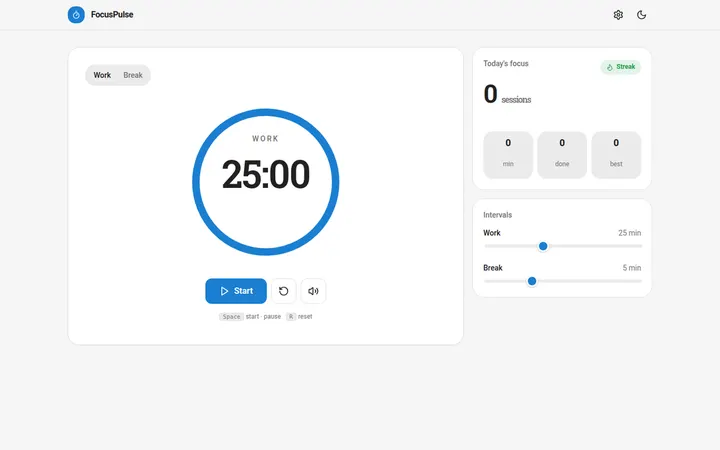 FocusPulse
Work Break
WORK
25:00
Start
Space start · pause R reset
Today's focus
Streak
0 sessions
0 0 0
min done best
Intervals
Work 25 min
Break 5 min